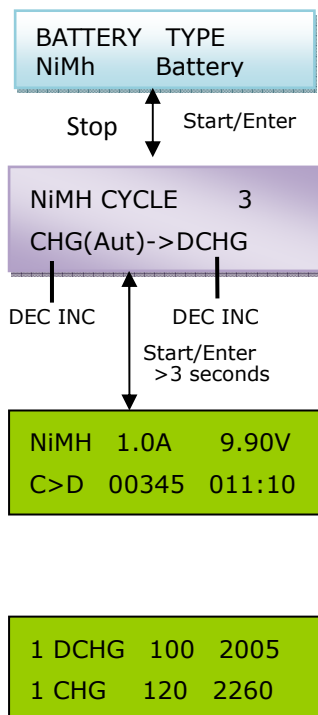 BATTERY TYPE
NiMh Battery
Stop Start/Enter
NiMH CYCLE 3
CHG(Aut)->DCHG
DEC INC DEC INC
Start/Enter
>3 seconds
NiMH 1.0A 9.90V
C>D 00345 011:10
1 DCHG 100 2005
1 CHG 120 2260